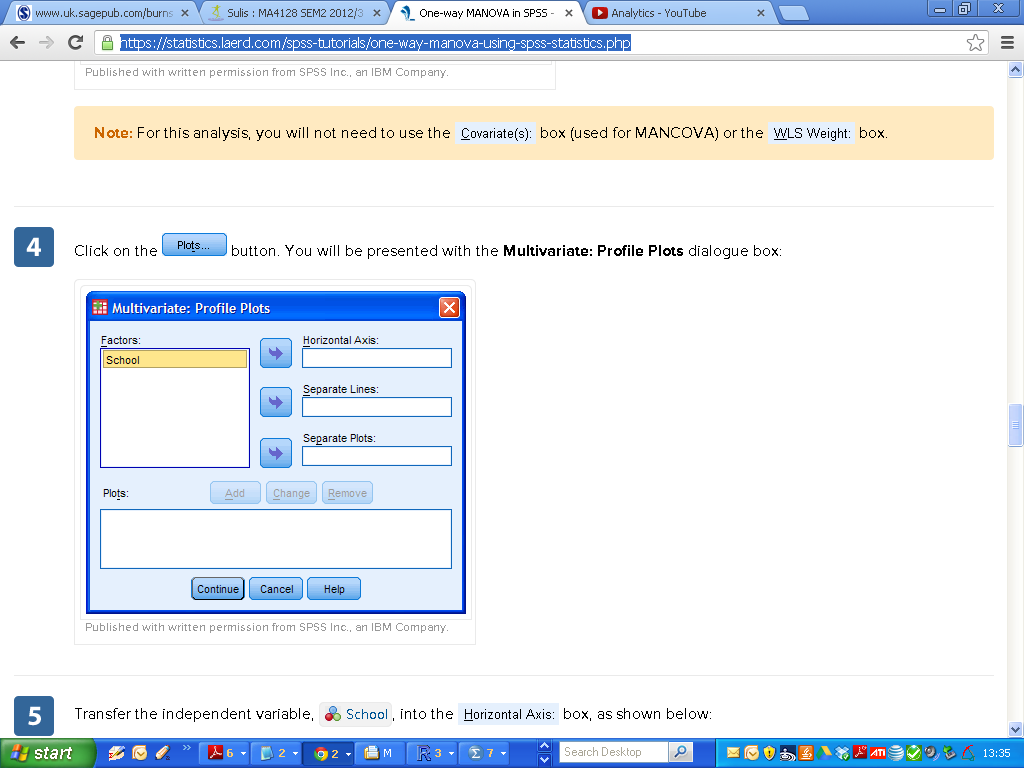 www.uk.sagepub.com/burns
Sulis : MA4128 SEM2 2012/3
One-way MANOVA in SPSS -
Analytics - YouTube
https://statistics.laerd.com/spss-tutorials/one-way-manova-using-spss-statistics.php
Published with written permission from SPSS Inc., an IBM Company.
Note: For this analysis, you will not need to use the Covariate(s): box (used for MANCOVA) or the WLS Weight: box.
4
Click on the Plots... button. You will be presented with the Multivariate: Profile Plots dialogue box:
Multivariate: Profile Plots
Factors:
School
Horizontal Axis:
Separate Lines:
Separate Plots:
Plots:
Add
Change
Remove
Continue
Cancel
Help
Published with written permission from SPSS Inc., an IBM Company.
5
Transfer the independent variable, School, into the Horizontal Axis: box, as shown below:
start
6
2
2
M
R 3
Σ 7
Search Desktop
ATI
13:35